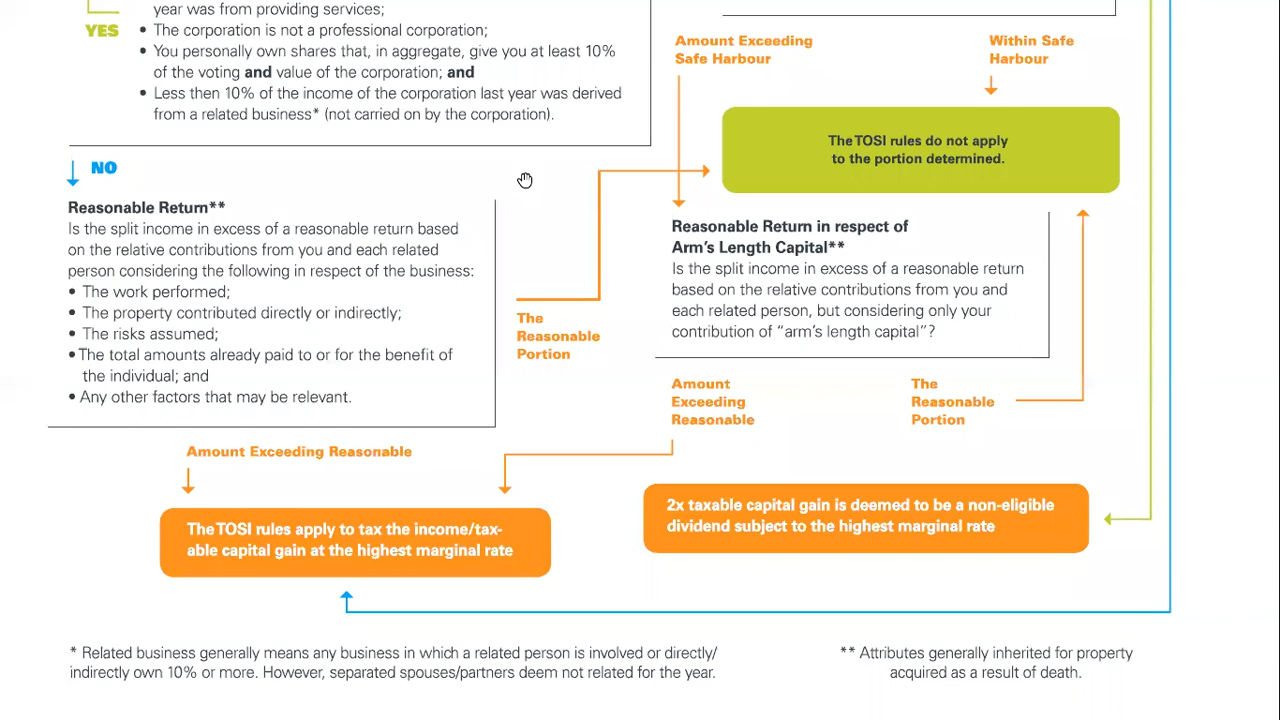 year was from providing services;
YES
• The corporation is not a professional corporation;
• You personally own shares that, in aggregate, give you at least 10%
of the voting and value of the corporation; and
• Less then 10% of the income of the corporation last year was derived
from a related business* (not carried on by the corporation).
NO
Reasonable Return**
Is the split income in excess of a reasonable return based
on the relative contributions from you and each related
person considering the following in respect of the business:
• The work performed;
• The property contributed directly or indirectly;
• The risks assumed;
• The total amounts already paid to or for the benefit of
the individual; and
• Any other factors that may be relevant.
The
Reasonable
Portion
Amount Exceeding
Safe Harbour
Within Safe
Harbour
The TOSI rules do not apply
to the portion determined.
Reasonable Return in respect of
Arm's Length Capital**
Is the split income in excess of a reasonable return
based on the relative contributions from you and
each related person, but considering only your
contribution of “arm's length capital”?
Amount
Exceeding
Reasonable
The
Reasonable
Portion
Amount Exceeding Reasonable
The TOSI rules apply to tax the income/tax-
able capital gain at the highest marginal rate
2x taxable capital gain is deemed to be a non-eligible
dividend subject to the highest marginal rate
* Related business generally means any business in which a related person is involved or directly/
indirectly own 10% or more. However, separated spouses/partners deem not related for the year.
** Attributes generally inherited for property
acquired as a result of death.